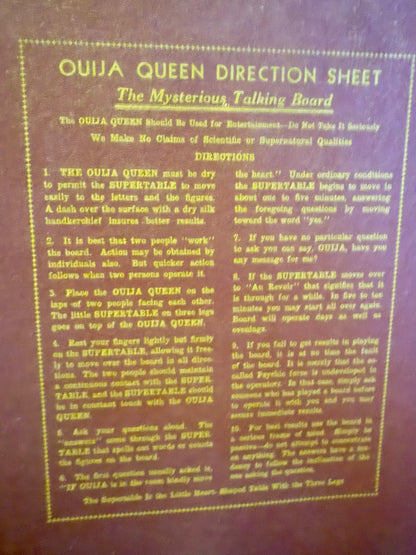 OUIJA QUEEN DIRECTION SHEET
The Mysterious Talking Board
The OUIJA QUEEN Should Be Used for Entertainment—Do Not Take It Seriously
We Make No Claims of Scientific or Supernatural Qualities
DIRECTIONS
1. THE OUIJA QUEEN must be dry
to permit the SUPERTABLE to move
easily to the letters and the figures.
A dash over the surface with a dry silk
handkerchief insures better results.
2. It is best that two people "work"
the board. Action may be obtained by
individuals also. But quicker action
follows when two persons operate it.
3. Place the OUIJA QUEEN on the
laps of two people facing each other.
The little SUPERTABLE on three legs
goes on top of the OUIJA QUEEN.
4. Rest your fingers lightly but firmly
on the SUPERTABLE, allowing it free-
ly to move over the board in all direc-
tions. The two people should maintain
a continuous contact with the SUPER
TABLE, and the SUPERTABLE should
be in constant touch with the OUIJA
QUEEN.
5. Ask your questions aloud. The
"answers" come through the SUPER
TABLE that spells out words or counts
the figures on the board.
6. The first question usually asked is,
"IF OUIJA is in the room kindly move
the heart." Under ordinary conditions
the SUPERTABLE begins to move in
about one to five minutes, answering
the foregoing questions by moving
toward the word "yes."
7. If you have no particular question
to ask you can say, OUIJA, have you
any message for me?
8. If the SUPERTABLE moves over
to "Au Revoir" that signifies that it
is through for a while. In five to ten
minutes you may start all over again.
Board will operate days as well as
evenings.
9. If you fail to get results in playing
the board, it is at no time the fault
of the board. It is merely that the so-
called Psychic force is undeveloped in
the operators. In that case, simply ask
someone who has played a board before
to operate it with you and you may
secure immediate results.
10. For best results use the board in
a serious frame of mind. Simply be
passive—do not attempt to concentrate
on anything. The answers have a ten-
dency to follow the inclination of the
one asking the question.
The Supertable Is the Little Heart-Shaped Table With the Three Legs